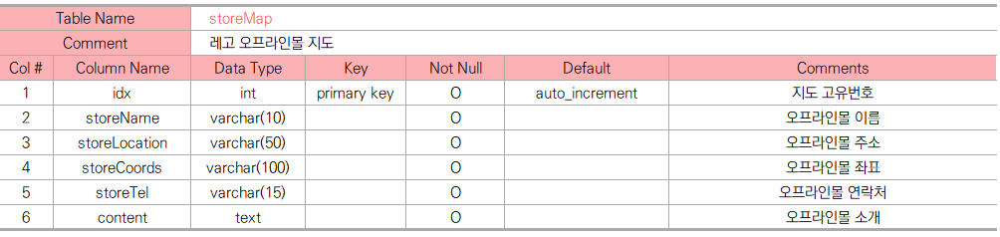 Table Name storeMap
Comment 레고 오프라인몰 지도
Col # Column Name Data Type Key Not Null Default Comments
1 idx int primary key O auto_increment 지도 고유번호
2 storeName varchar(10) O 오프라인몰 이름
3 storeLocation varchar(50) O 오프라인몰 주소
4 storeCoords varchar(100) O 오프라인몰 좌표
5 storeTel varchar(15) O 오프라인몰 연락처
6 content text O 오프라인몰 소개